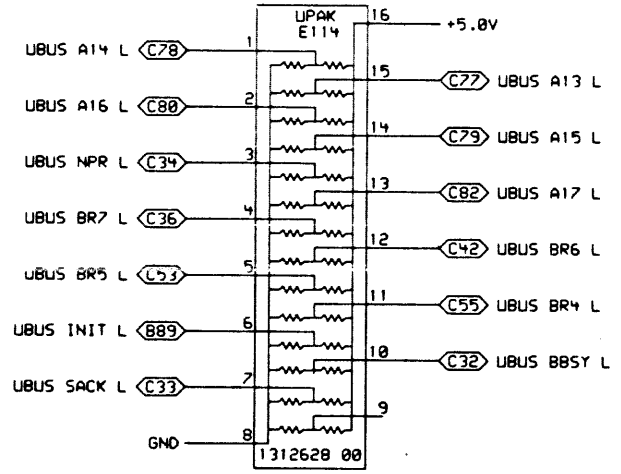 UPAK 16
E114 +5.0V
UBUS A14 L C78 1
15 C77 UBUS A13 L
UBUS A16 L C80 2
14 C79 UBUS A15 L
UBUS NPR L C34 3
13 C82 UBUS A17 L
UBUS BR7 L C36 4
12 C42 UBUS BR6 L
UBUS BR5 L C53 5
11 C55 UBUS BR4 L
UBUS INIT L B89 6
10 C32 UBUS BBSY L
UBUS SACK L C33 7
9
GND 8
1312628 00